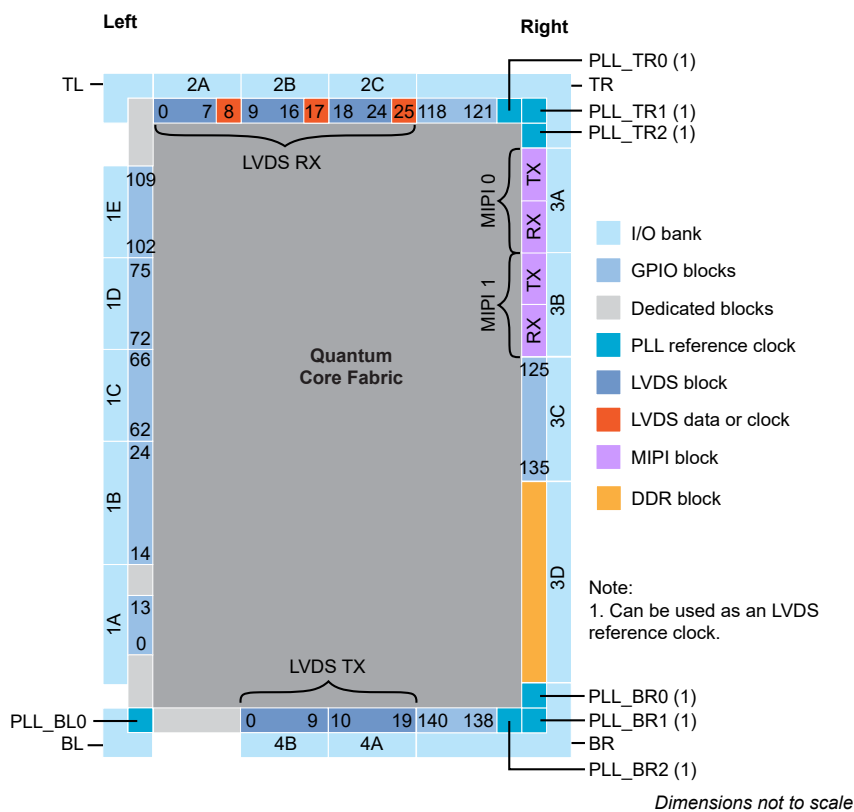 Left
Right
PLL_TR0 (1)
TL
2A
2B
2C
TR
0
7
8
9
16
17
18
24
25
118
121
PLL_TR1 (1)
PLL_TR2 (1)
LVDS RX
MIPI 0
TX
RX
3A
MIPI 1
TX
RX
3B
109
1E
102
75
1D
72
66
1C
62
24
1B
14
13
1A
0
Quantum
Core Fabric
125
3C
135
3D
I/O bank
GPIO blocks
Dedicated blocks
PLL reference clock
LVDS block
LVDS data or clock
MIPI block
DDR block
Note:
1. Can be used as an LVDS
reference clock.
LVDS TX
PLL_BR0 (1)
PLL_BL0
0
9
10
19
140
138
PLL_BR1 (1)
BL
4B
4A
BR
PLL_BR2 (1)
Dimensions not to scale